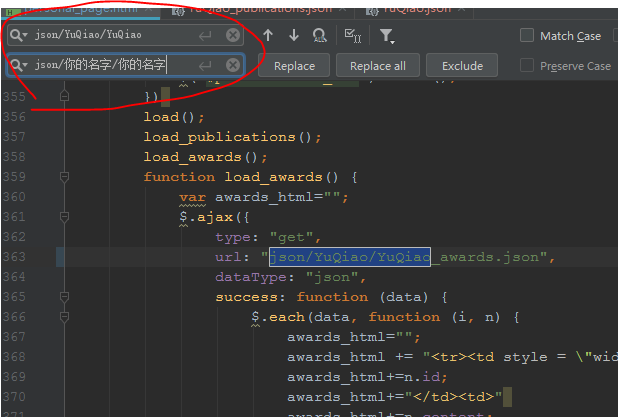 personal_page.html
YuQiao_publications.json
YuQiao.json
json/YuQiao/YuQiao
Match Case
json/你的名字/你的名字
Replace
Replace all
Exclude
Preserve Case
355 })
356 load();
357 load_publications();
358 load_awards();
359 function load_awards() {
360 var awards_html="";
361 $.ajax({
362 type: "get",
363 url: "json/YuQiao/YuQiao_awards.json",
364 dataType: "json",
365 success: function (data) {
366 $.each(data, function (i, n) {
367 awards_html="";
368 awards_html += "<tr><td style = \"wid
369 awards_html+=n.id;
370 awards_html+="</td><td>"
371 awards_html+=n.content;